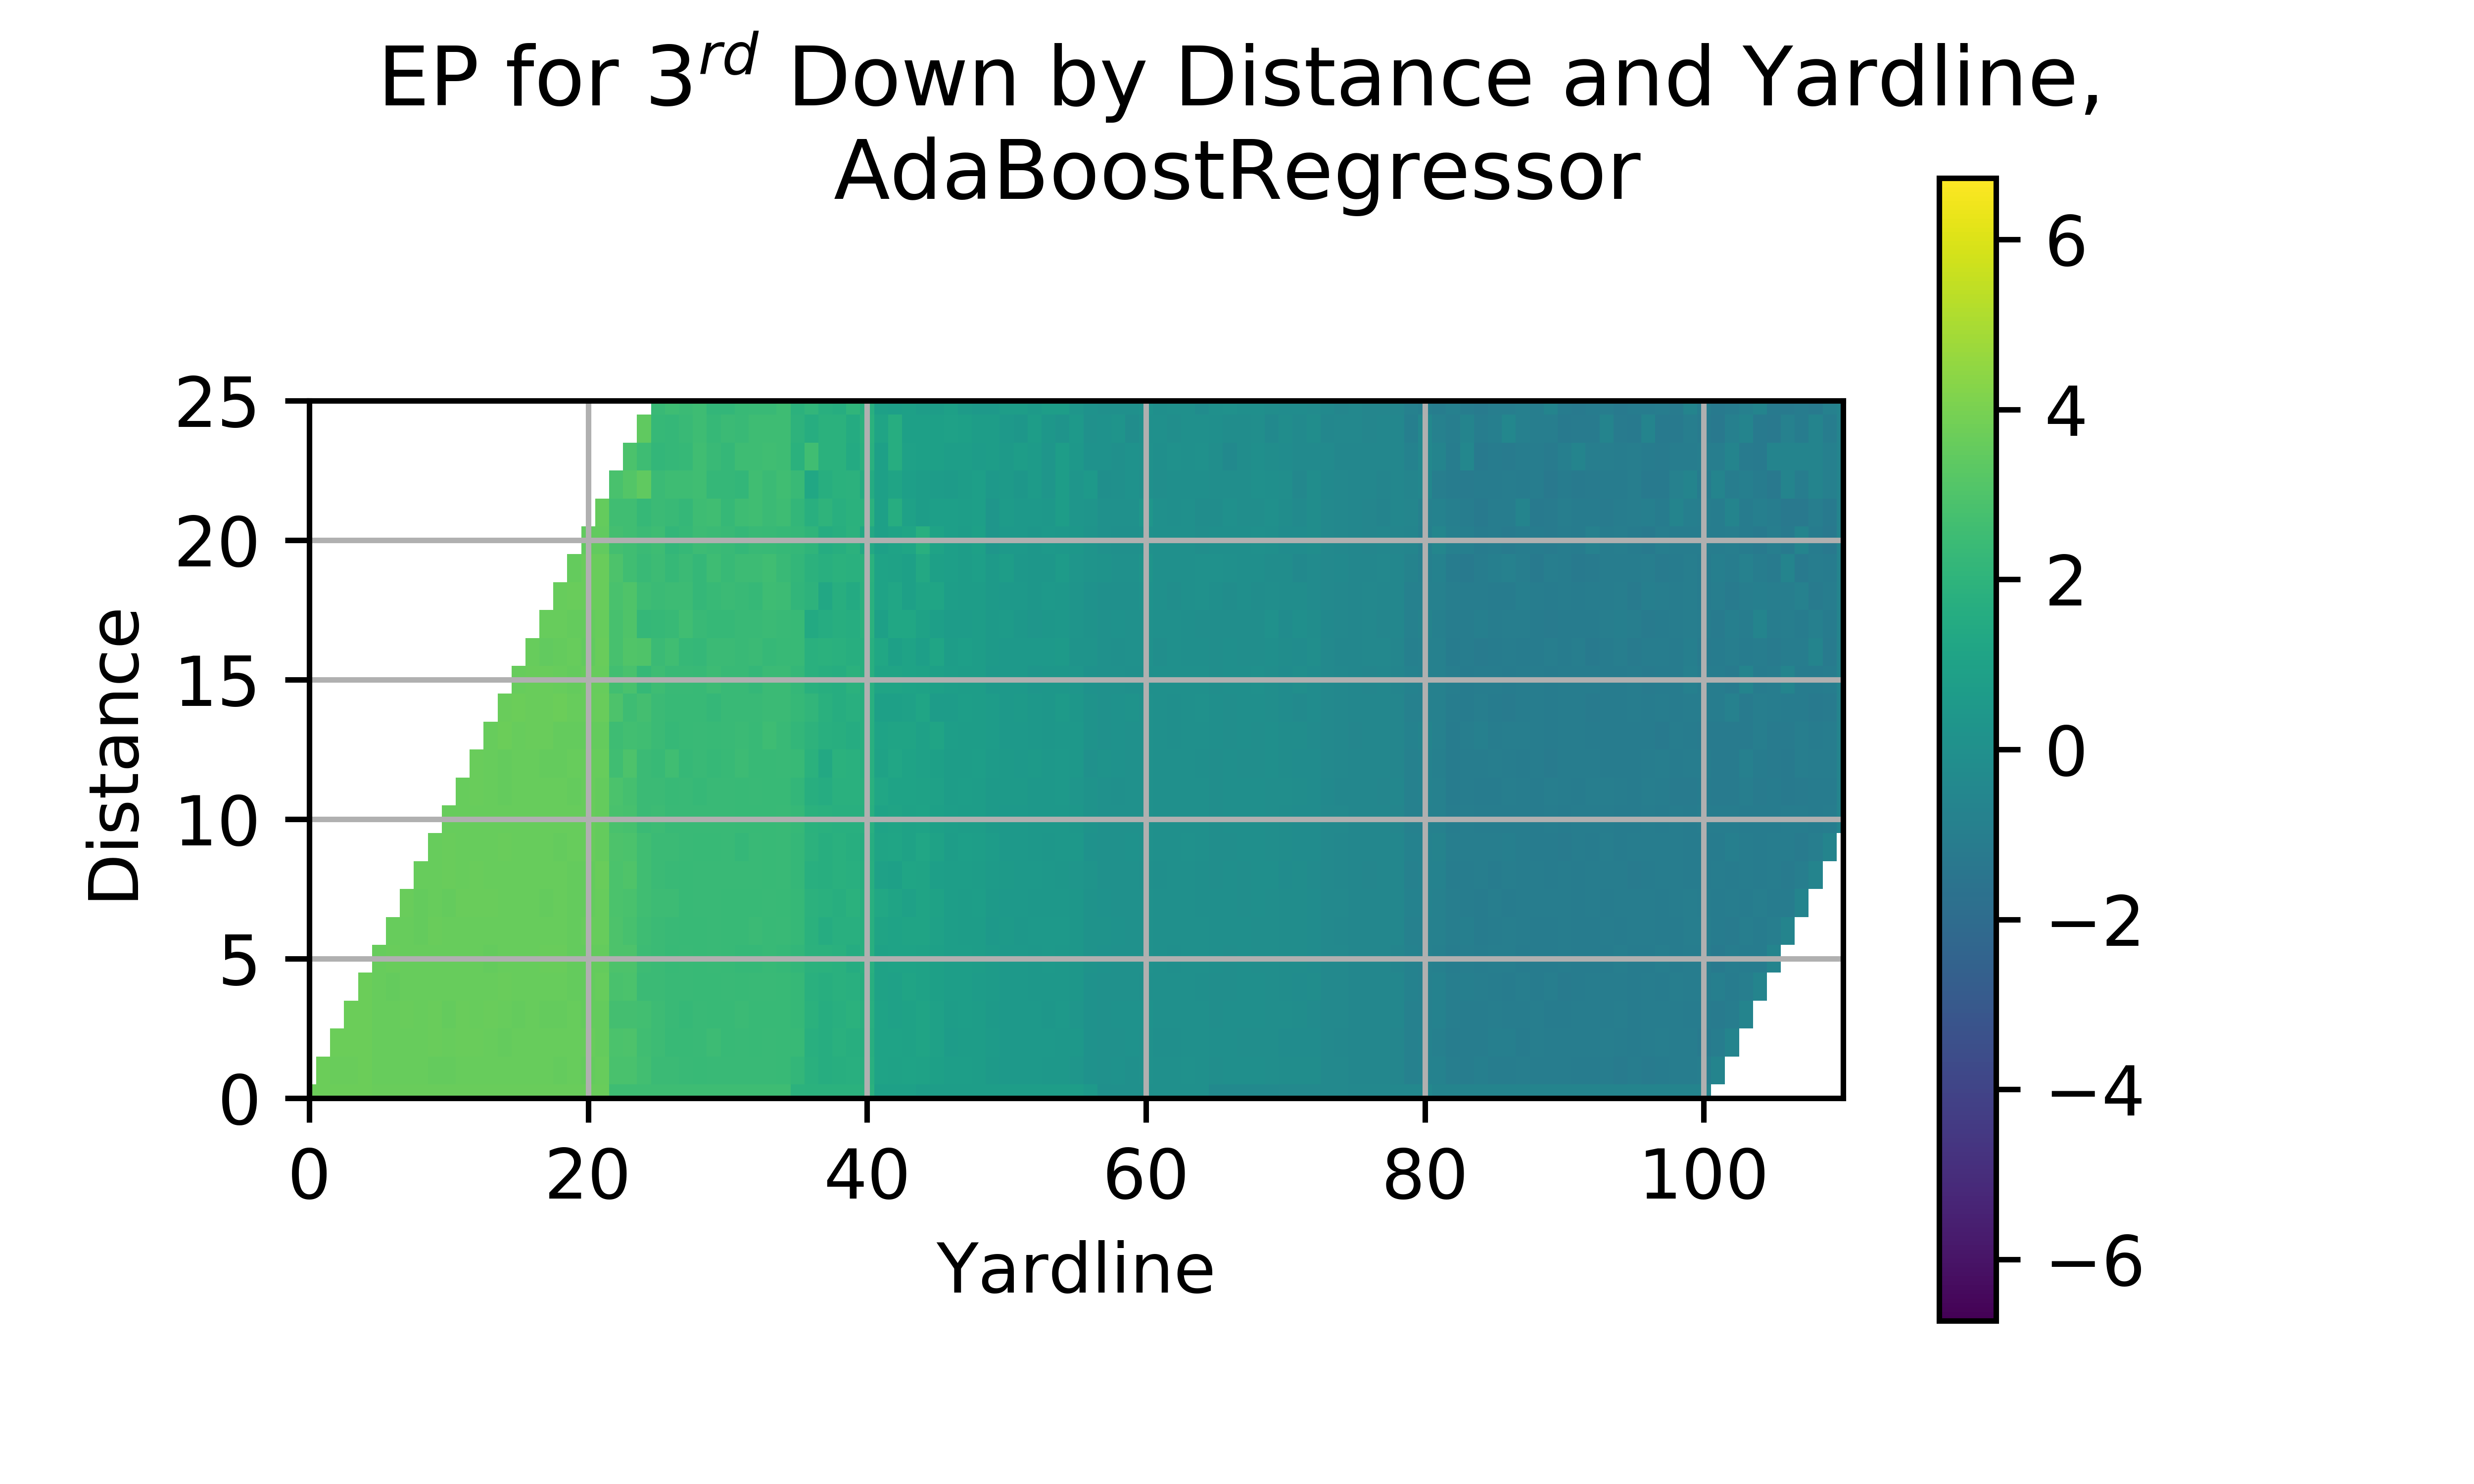 EP for 3rd Down by Distance and Yardline,
AdaBoostRegressor
Distance
25
20
15
10
5
0
0 20 40 60 80 100
Yardline
6
4
2
0
−2
−4
−6